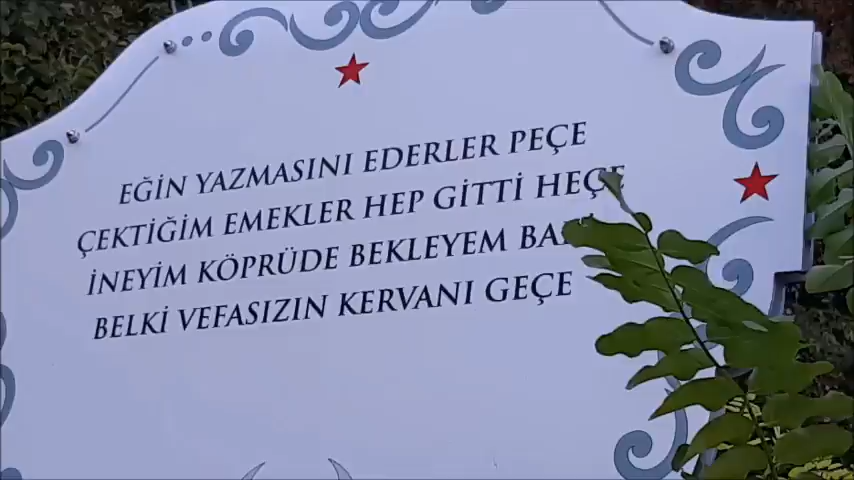 EĞİN YAZMASINI EDERLER PEÇE
ÇEKTİĞİM EMEKLER HEP GİTTİ HEÇE
İNEYİM KÖPRÜDE BEKLEYEM
BELKİ VEFASIZIN KERVANI GEÇE